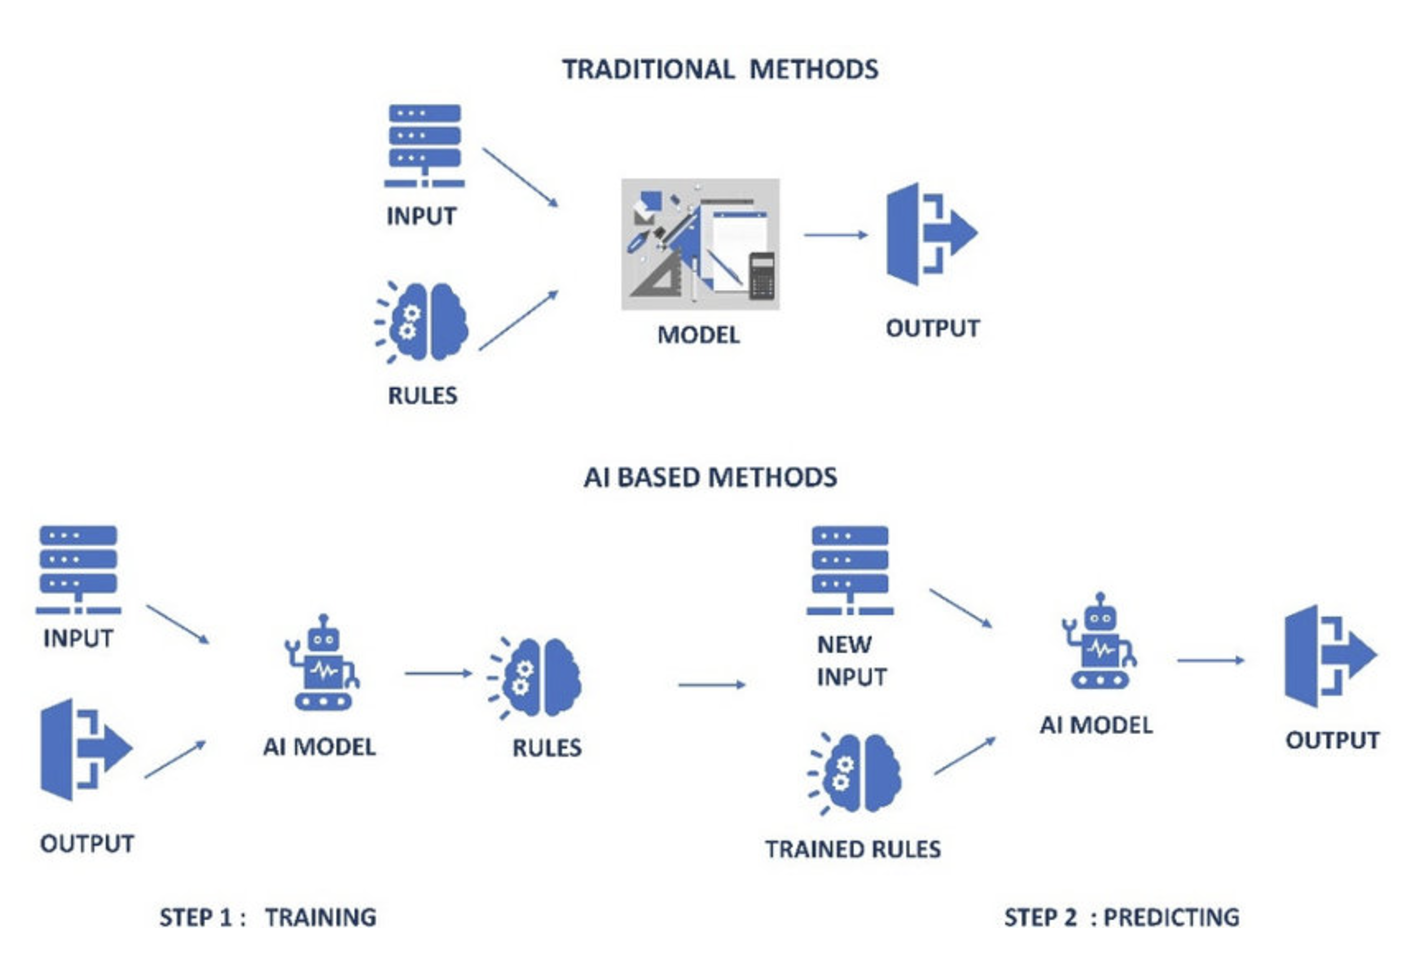 TRADITIONAL METHODS
INPUT
RULES
MODEL
OUTPUT
AI BASED METHODS
INPUT
OUTPUT
AI MODEL
RULES
NEW
INPUT
TRAINED RULES
AI MODEL
OUTPUT
STEP 1 : TRAINING
STEP 2 : PREDICTING